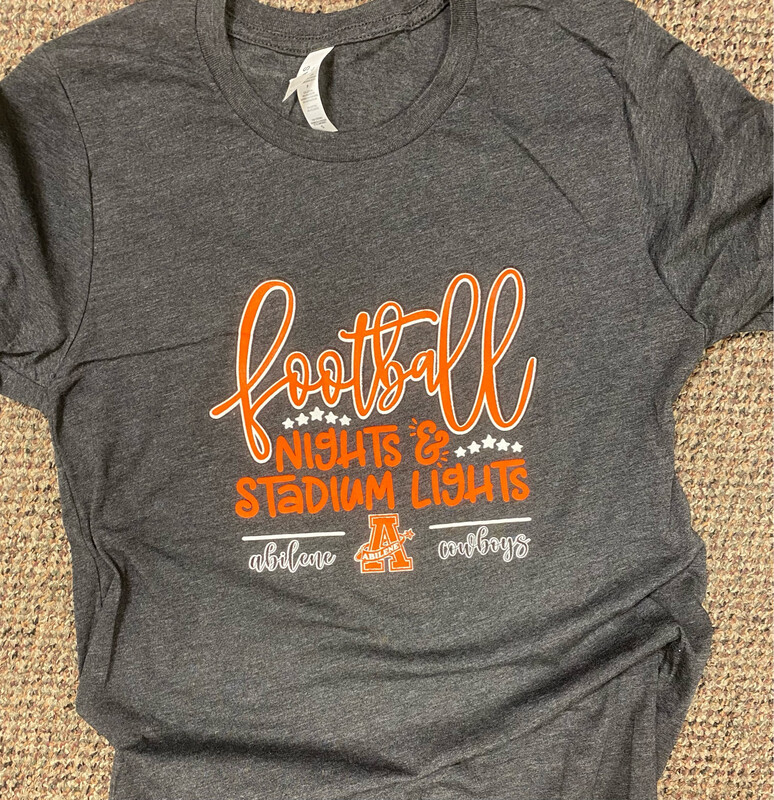 football
NIGHTS &
STADIUM LIGHTS
abilene
A
ABILENE
cowboys